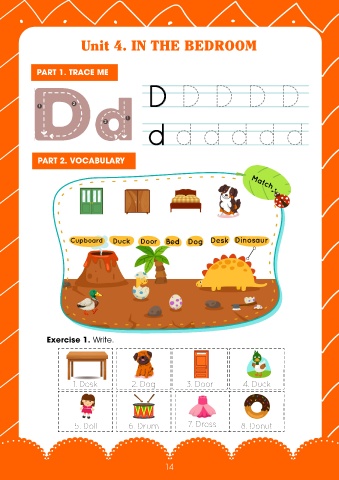 Unit 4. IN THE BEDROOM
PART 1. TRACE ME
D d
D D D D D
d d d d d d
PART 2. VOCABULARY
Match
Cupboard Duck Door Bed Dog Desk Dinosaur
Exercise 1. Write.
1. Desk 2. Dog 3. Door 4. Duck
5. Doll 6. Drum 7. Dress 8. Donut
14